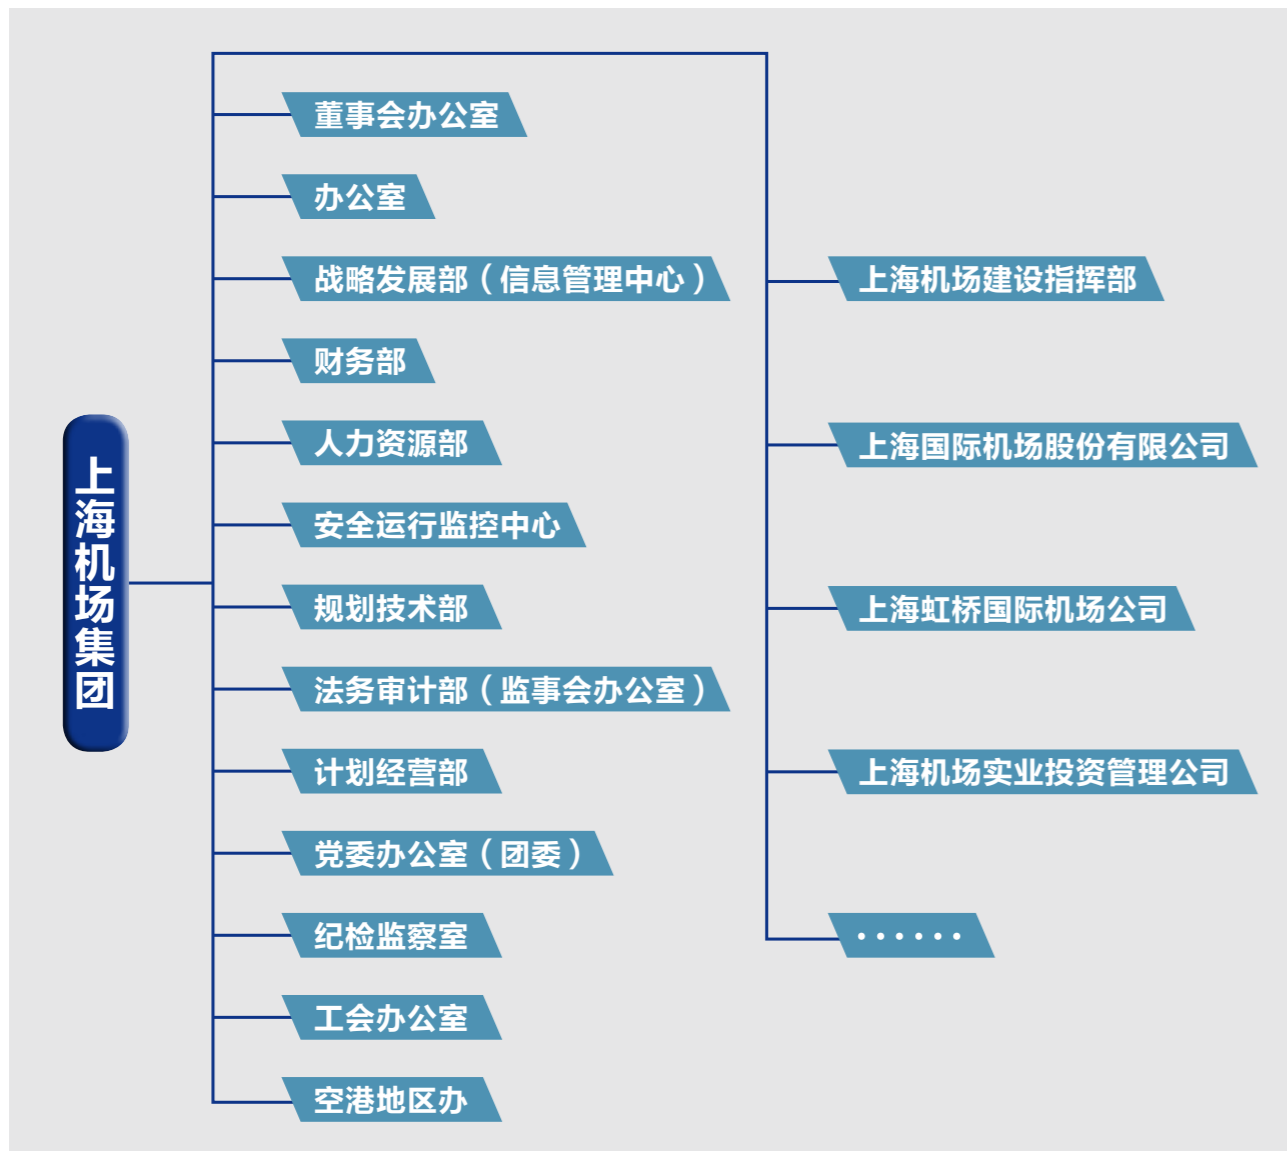 上海机场集团
董事会办公室
办公室
战略发展部（信息管理中心）
财务部
人力资源部
安全运行监控中心
规划技术部
法务审计部（监事会办公室）
计划经营部
党委办公室（团委）
纪检监察室
工会办公室
空港地区办
上海机场建设指挥部
上海国际机场股份有限公司
上海虹桥国际机场公司
上海机场实业投资管理公司
······